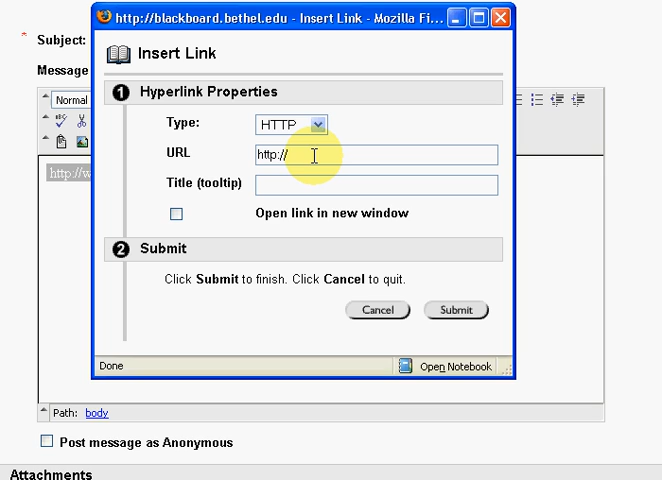 http://blackboard.bethel.edu - Insert Link - Mozilla Fi...
* Subject:
Insert Link
Message
1 Hyperlink Properties
Normal
Type: HTTP
URL http://
http://w
Title (tooltip)
Open link in new window
2 Submit
Click Submit to finish. Click Cancel to quit.
Cancel Submit
Done Open Notebook
Path: body
Post message as Anonymous
Attachments